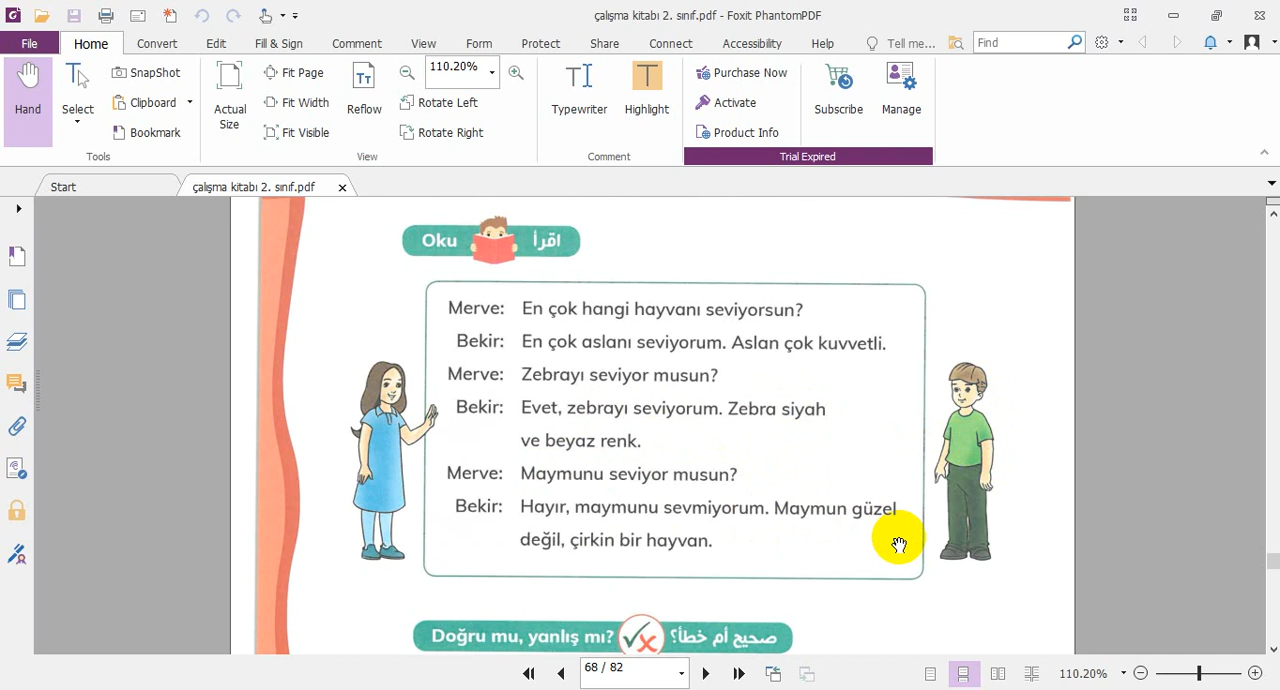 çalişma kitabı 2. sınıf.pdf - Foxit PhantomPDF
File Home Convert Edit Fill & Sign Comment View Form Protect Share Connect Accessibility Help Tell me... Find
Hand
Select
SnapShot
Clipboard
Bookmark
Tools
Actual Size
Fit Page
Fit Width
Fit Visible
Reflow
110.20%
Rotate Left
Rotate Right
View
Typewriter
Highlight
Comment
Purchase Now
Activate
Product Info
Trial Expired
Subscribe
Manage
Start
çalişma kitabı 2. sınıf.pdf
Oku اقرأ
Merve: En çok hangi hayvanı seviyorsun?
Bekir: En çok aslanı seviyorum. Aslan çok kuvvetli.
Merve: Zebrayı seviyor musun?
Bekir: Evet, zebrayı seviyorum. Zebra siyah
ve beyaz renk.
Merve: Maymunu seviyor musun?
Bekir: Hayır, maymunu sevmiyorum. Maymun güzel
değil, çirkin bir hayvan.
Doğru mu, yanlış mı? صحيح أم خطأ؟
68 / 82
110.20%